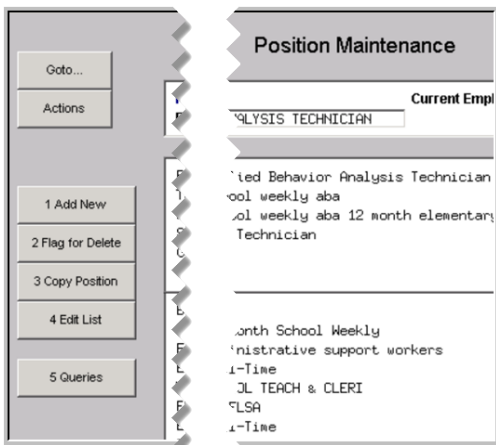 Position Maintenance
Goto...
Actions
Current Empl
ALYSIS TECHNICIAN
ied Behavior Analysis Technician
ool weekly aba
ol weekly aba 12 month elementary
Technician
1 Add New
2 Flag for Delete
3 Copy Position
4 Edit List
5 Queries
onth School Weekly
nistrative support workers
-Time
OL TEACH & CLERI
FLSA
-Time